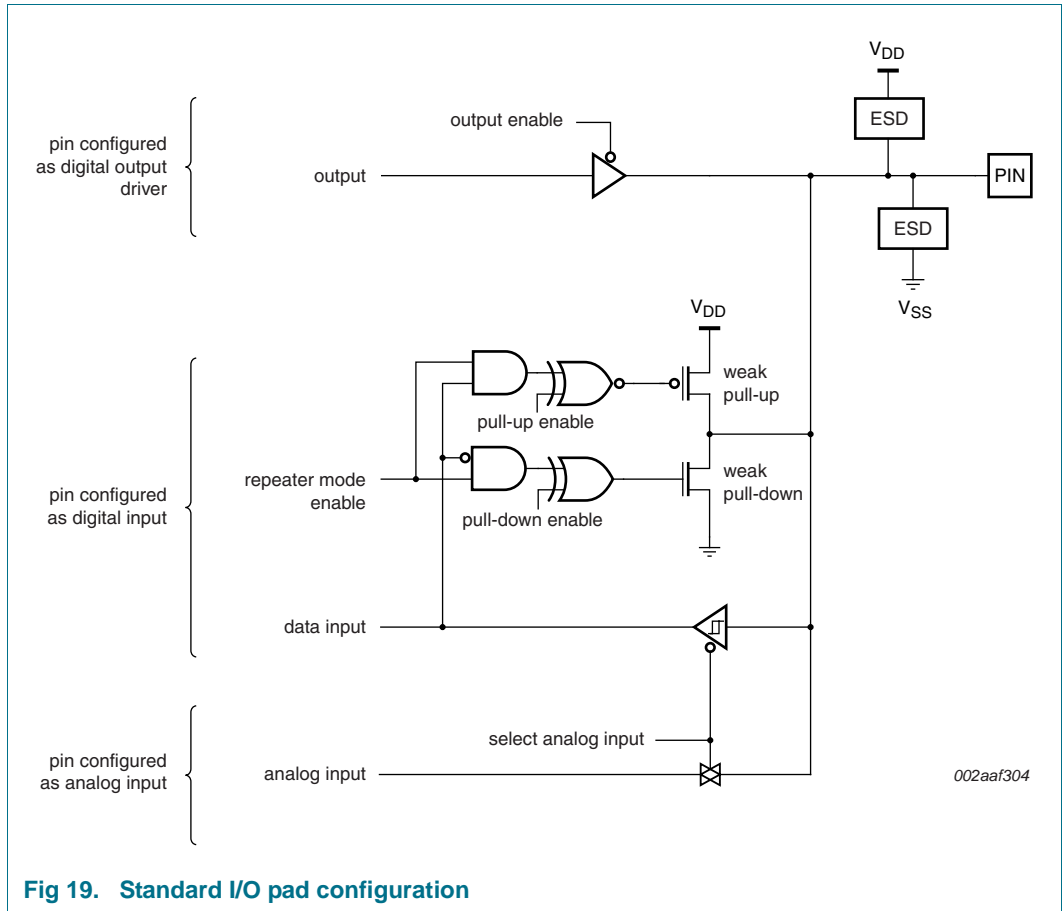 VDD
ESD
output enable
pin configured
as digital output
driver
output
PIN
ESD
VSS
VDD
weak
pull-up
pull-up enable
pin configured
as digital input
repeater mode
enable
weak
pull-down
pull-down enable
data input
select analog input
pin configured
as analog input
analog input
002aaf304
Fig 19. Standard I/O pad configuration